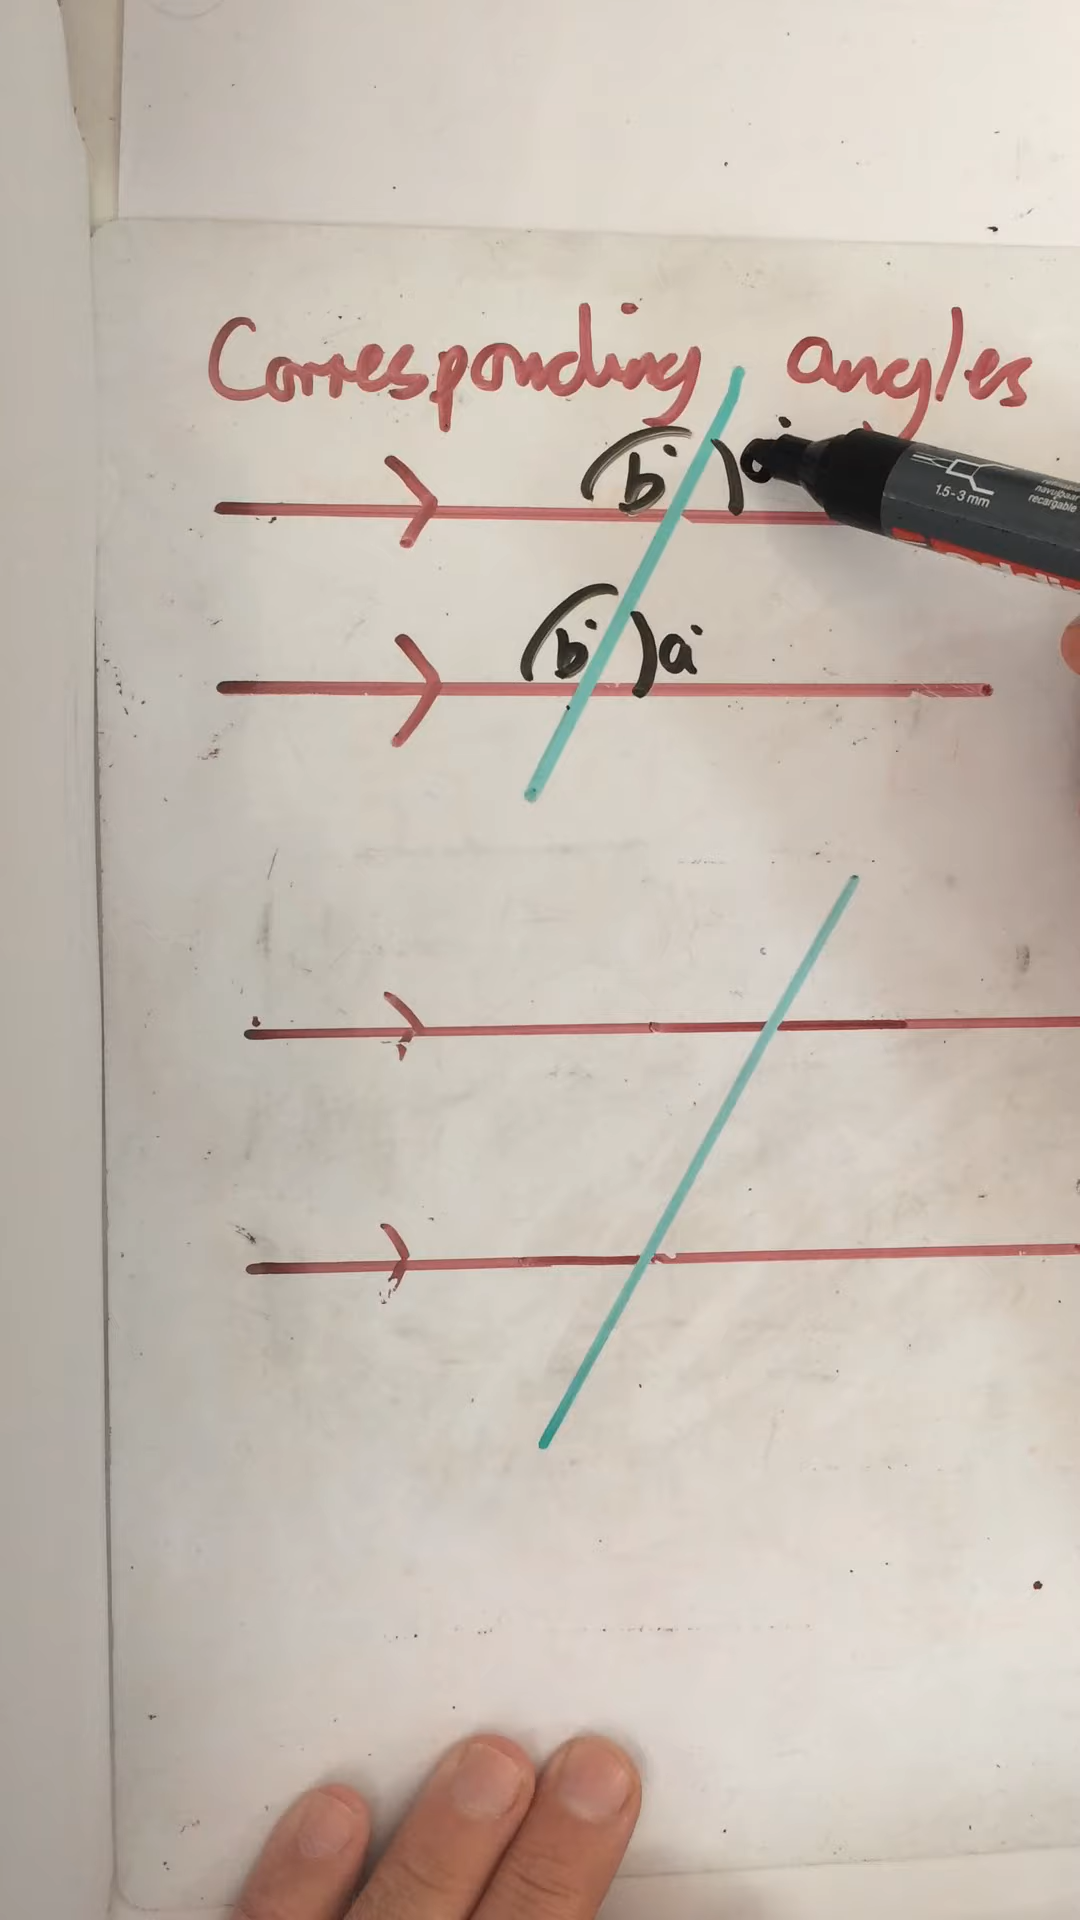 Corresponding angles
b° )
b° ) a°
1.5-3 mm